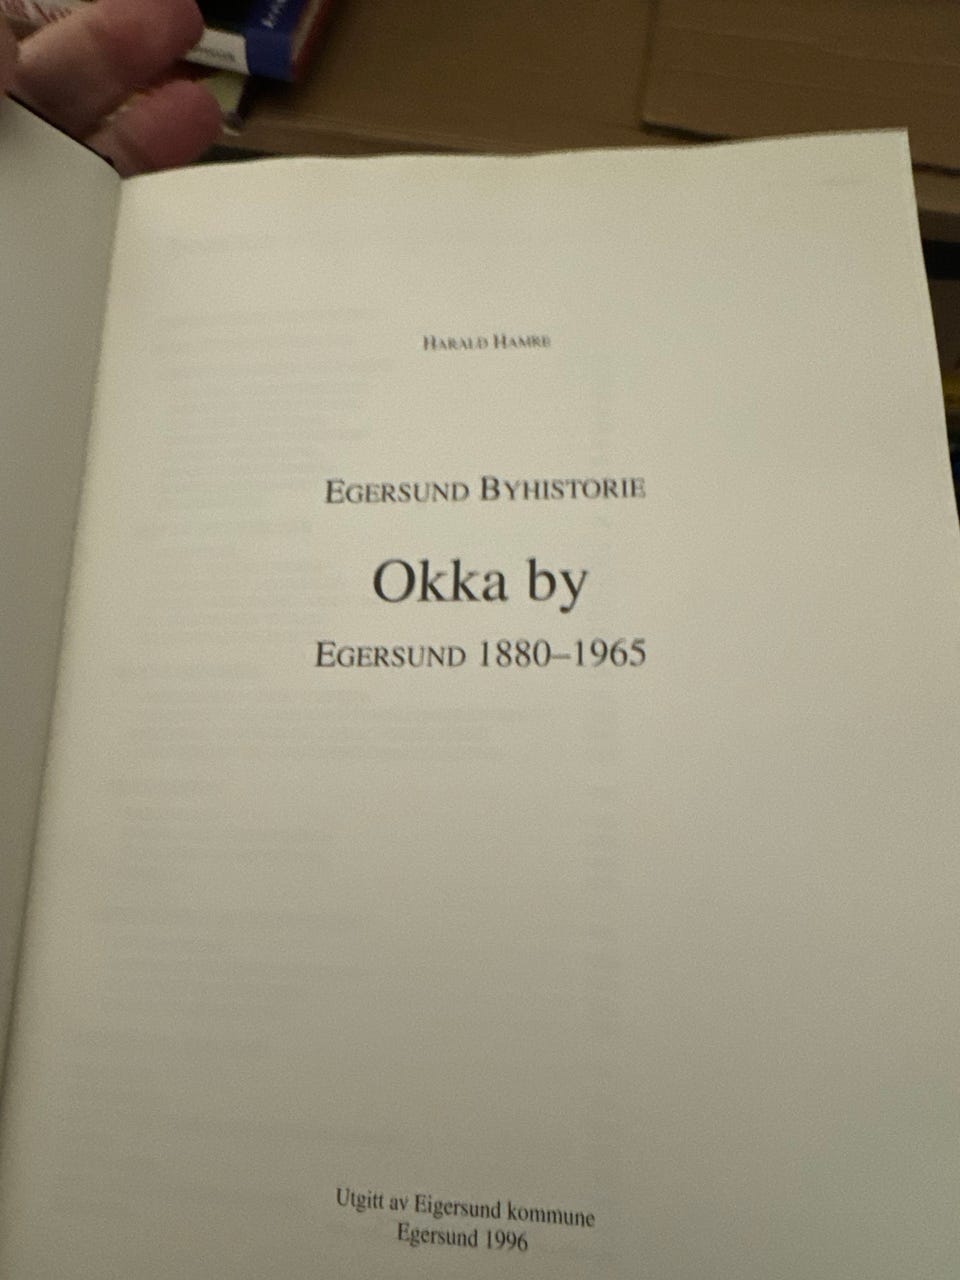 HARALD HAMRE
EGERSUND BYHISTORIE
Okka by
EGERSUND 1880–1965
Utgitt av Eigersund kommune
Egersund 1996